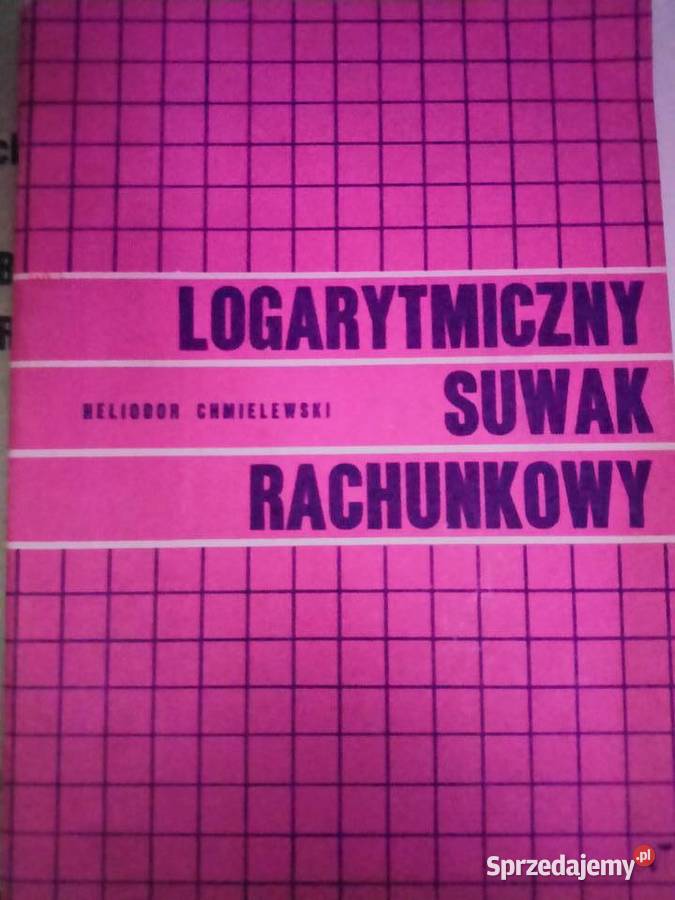 LOGARYTMICZNY
HELIODOR CHMIELEWSKI
SUWAK
RACHUNKOWY
Sprzedajemy.pl